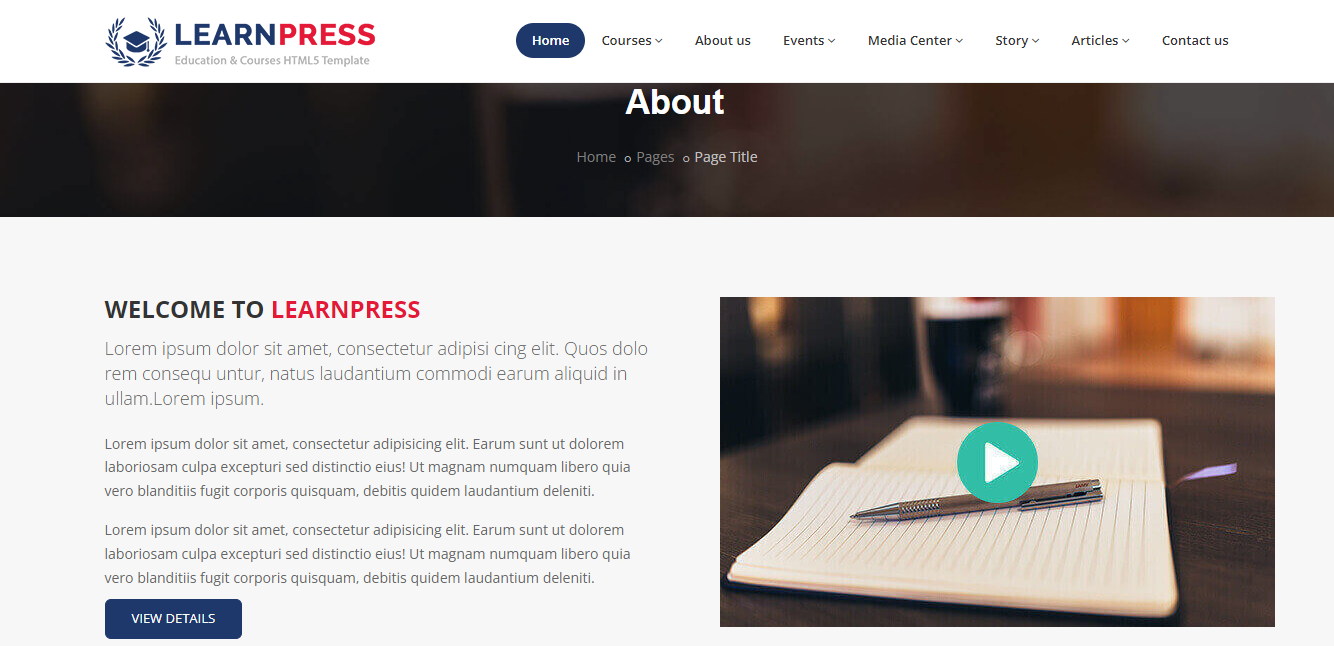 LEARNPRESS
Education & Courses HTML5 Template
Home Courses About us Events Media Center Story Articles Contact us
About
Home Pages Page Title
WELCOME TO LEARNPRESS
Lorem ipsum dolor sit amet, consectetur adipisi cing elit. Quos dolo
rem consequ untur, natus laudantium commodi earum aliquid in
ullam.Lorem ipsum.
Lorem ipsum dolor sit amet, consectetur adipisicing elit. Earum sunt ut dolorem
laboriosam culpa excepturi sed distinctio eius! Ut magnam numquam libero quia
vero blanditiis fugit corporis quisquam, debitis quidem laudantium deleniti.
Lorem ipsum dolor sit amet, consectetur adipisicing elit. Earum sunt ut dolorem
laboriosam culpa excepturi sed distinctio eius! Ut magnam numquam libero quia
vero blanditiis fugit corporis quisquam, debitis quidem laudantium deleniti.
VIEW DETAILS